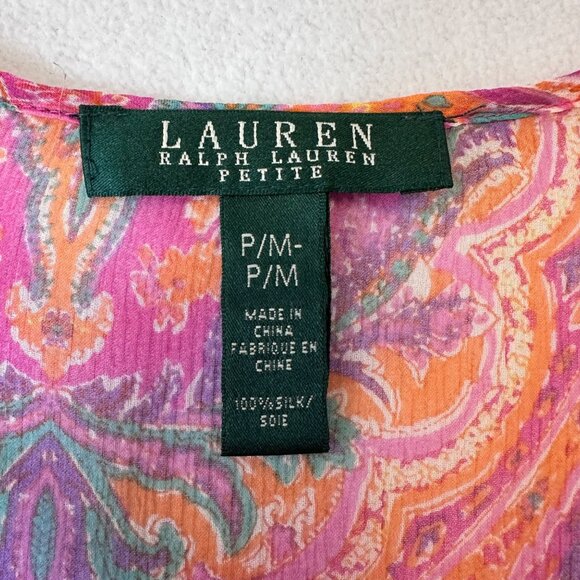 LAUREN
RALPH LAUREN
PETITE
P/M-
P/M
MADE IN
CHINA
FABRIQUE EN
CHINE
100%SILK/
SOIE